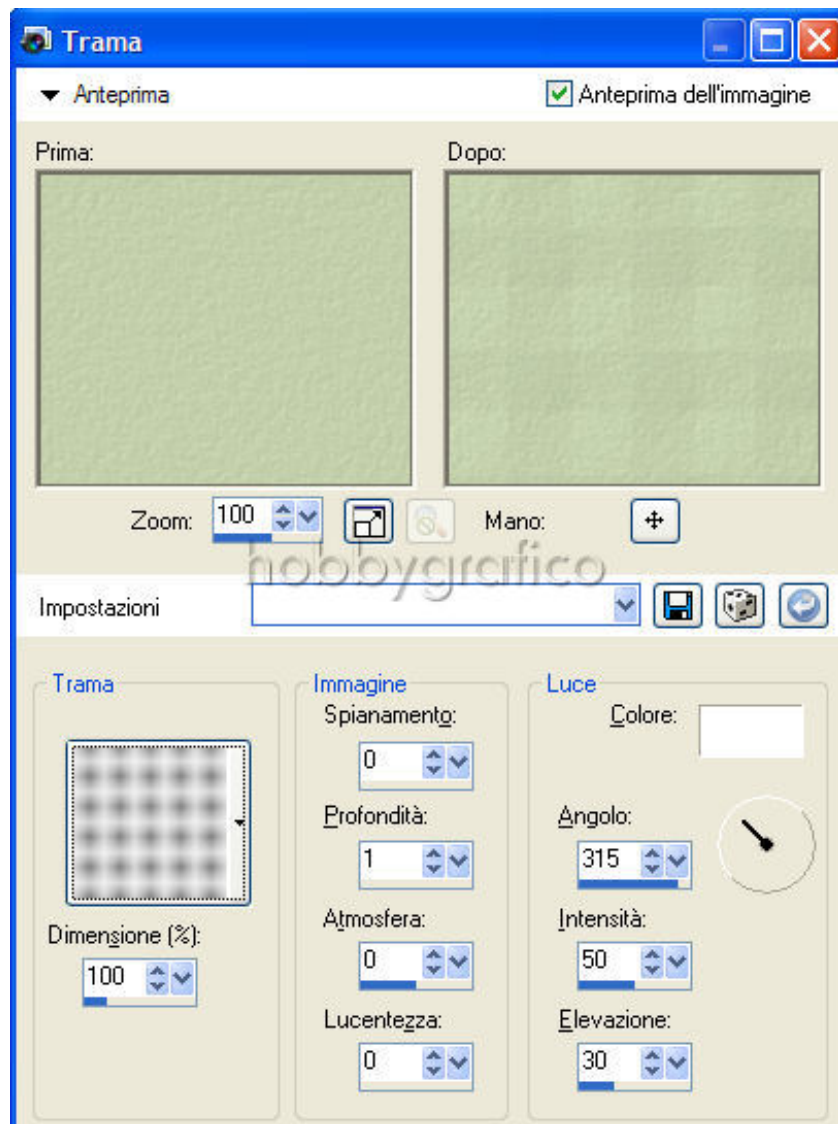 Trama
Anteprima
Anteprima dell'immagine
Prima:
Dopo:
Zoom: 100
Mano:
hobbygrafico
Impostazioni
Trama
Dimensione (%):
100
Immagine
Spianamento:
0
Profondità:
1
Atmosfera:
0
Lucentezza:
0
Luce
Colore:
Angolo:
315
Intensità:
50
Elevazione:
30